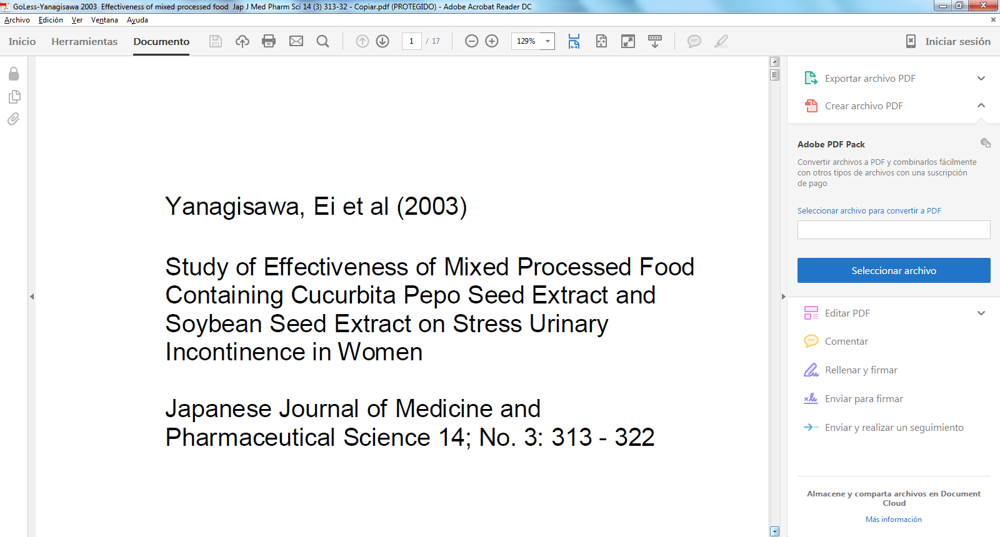 GoLess-Yanagisawa 2003  Effectiveness of mixed processed food  Jap J Med Pharm Sci 14 (3) 313-32 - Copiar.pdf (PROTEGIDO) - Adobe Acrobat Reader DC
Archivo Edición Ver Ventana Ayuda
Inicio Herramientas Documento 1 / 17 129% Iniciar sesión
Yanagisawa, Ei et al (2003)
Study of Effectiveness of Mixed Processed Food
Containing Cucurbita Pepo Seed Extract and
Soybean Seed Extract on Stress Urinary
Incontinence in Women
Japanese Journal of Medicine and
Pharmaceutical Science 14; No. 3: 313 - 322
Exportar archivo PDF
Crear archivo PDF
Adobe PDF Pack
Convertir archivos a PDF y combinarlos fácilmente
con otros tipos de archivos con una suscripción
de pago
Seleccionar archivo para convertir a PDF
Seleccionar archivo
Editar PDF
Comentar
Rellenar y firmar
Enviar para firmar
Enviar y realizar un seguimiento
Almacene y comparta archivos en Document
Cloud
Más información